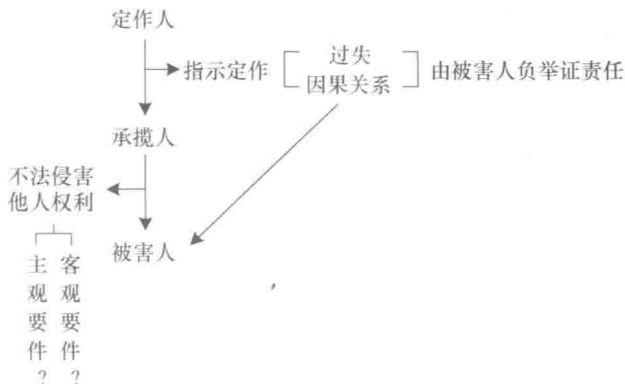 定作人
指示定作
过失
因果关系
由被害人负举证责任
承揽人
不法侵害
他人权利
被害人
主观要件？
客观要件？